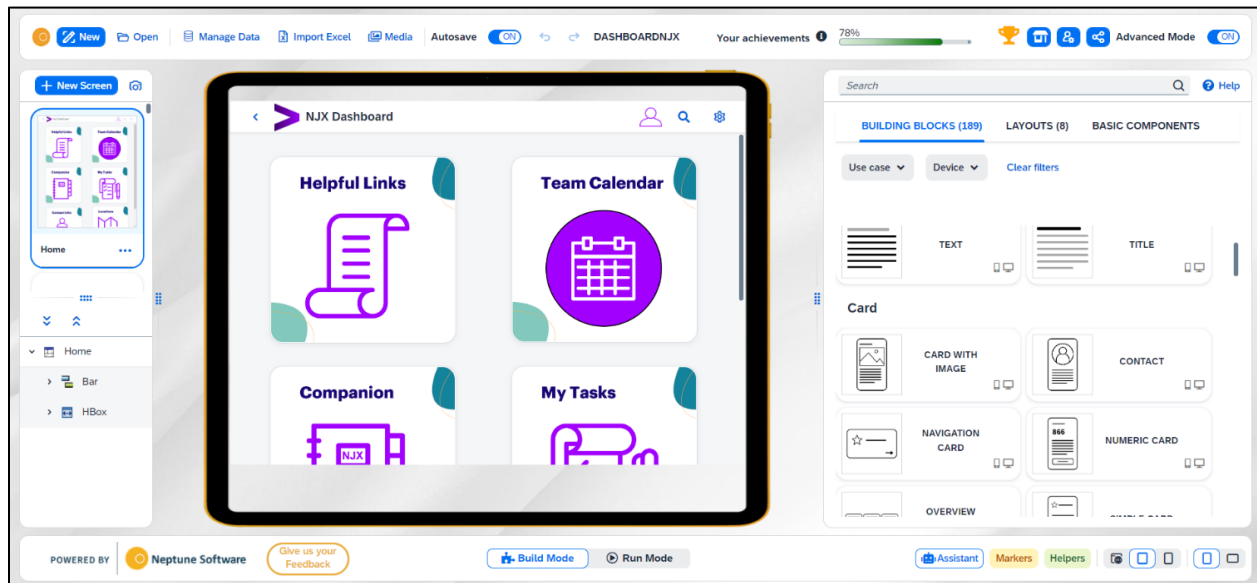 New
Open
Manage Data
Import Excel
Media
Autosave
ON
DASHBOARDNJX
Your achievements
78%
Advanced Mode
ON
+ New Screen
Home
Home
Bar
HBox
NJX Dashboard
Helpful Links
Team Calendar
Companion
NJX
My Tasks
Search
Help
BUILDING BLOCKS (189)
LAYOUTS (8)
BASIC COMPONENTS
Use case
Device
Clear filters
TEXT
TITLE
Card
CARD WITH
IMAGE
CONTACT
NAVIGATION
CARD
866
NUMERIC CARD
OVERVIEW
POWERED BY
Neptune Software
Give us your
Feedback
Build Mode
Run Mode
Assistant
Markers
Helpers